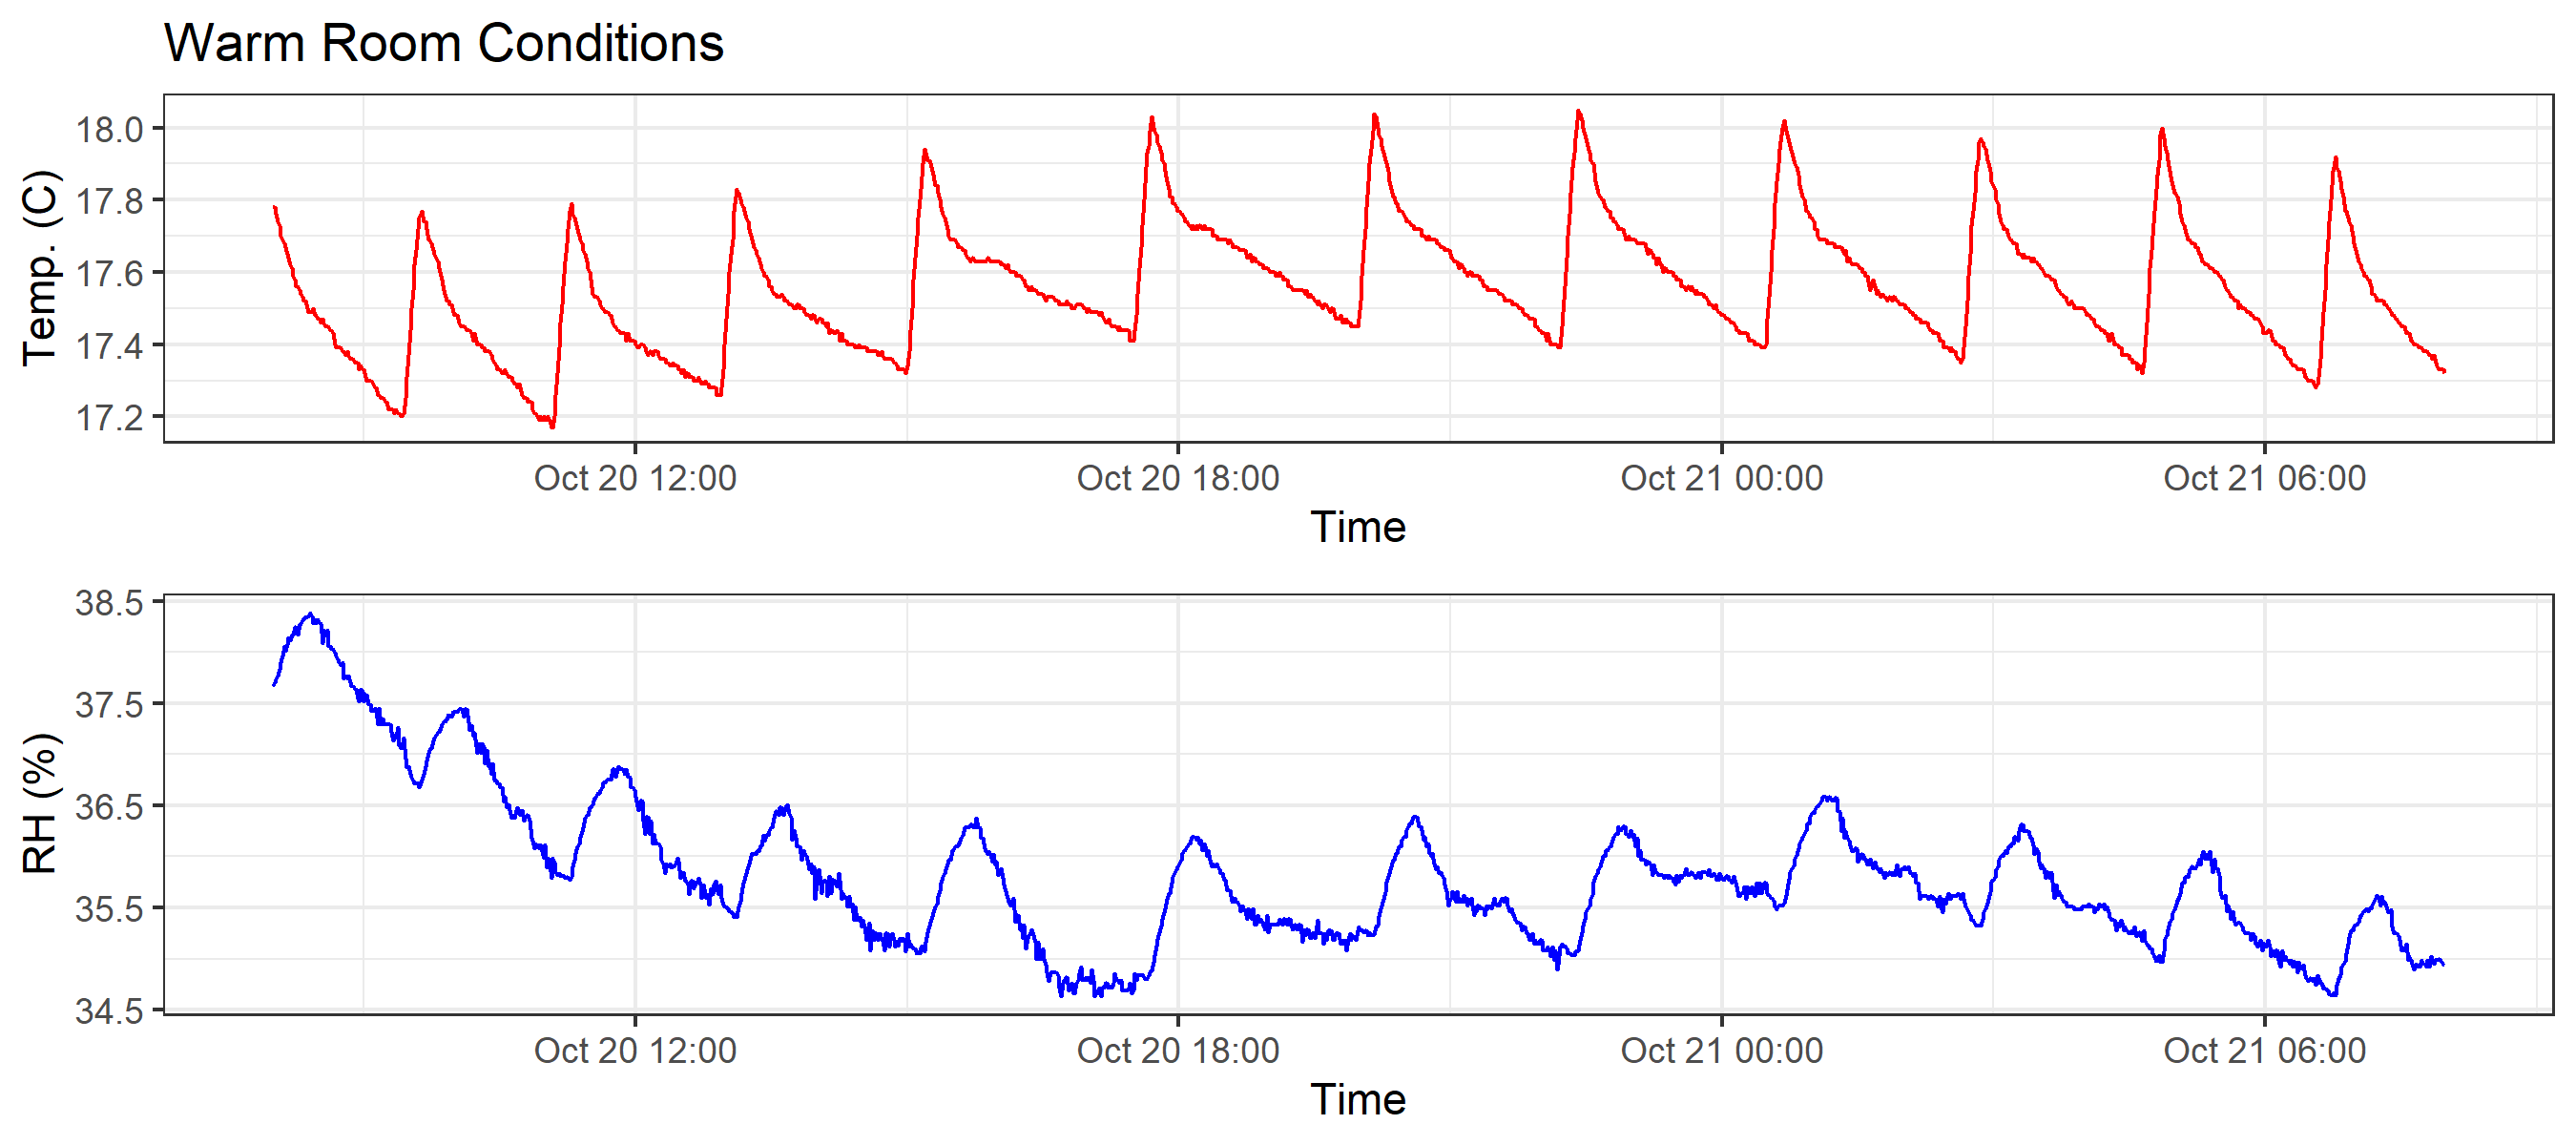 Warm Room Conditions
18.0
17.8
17.6
17.4
17.2
Temp. (C)
Oct 20 12:00 Oct 20 18:00 Oct 21 00:00 Oct 21 06:00
Time
38.5
37.5
36.5
35.5
34.5
RH (%)
Oct 20 12:00 Oct 20 18:00 Oct 21 00:00 Oct 21 06:00
Time